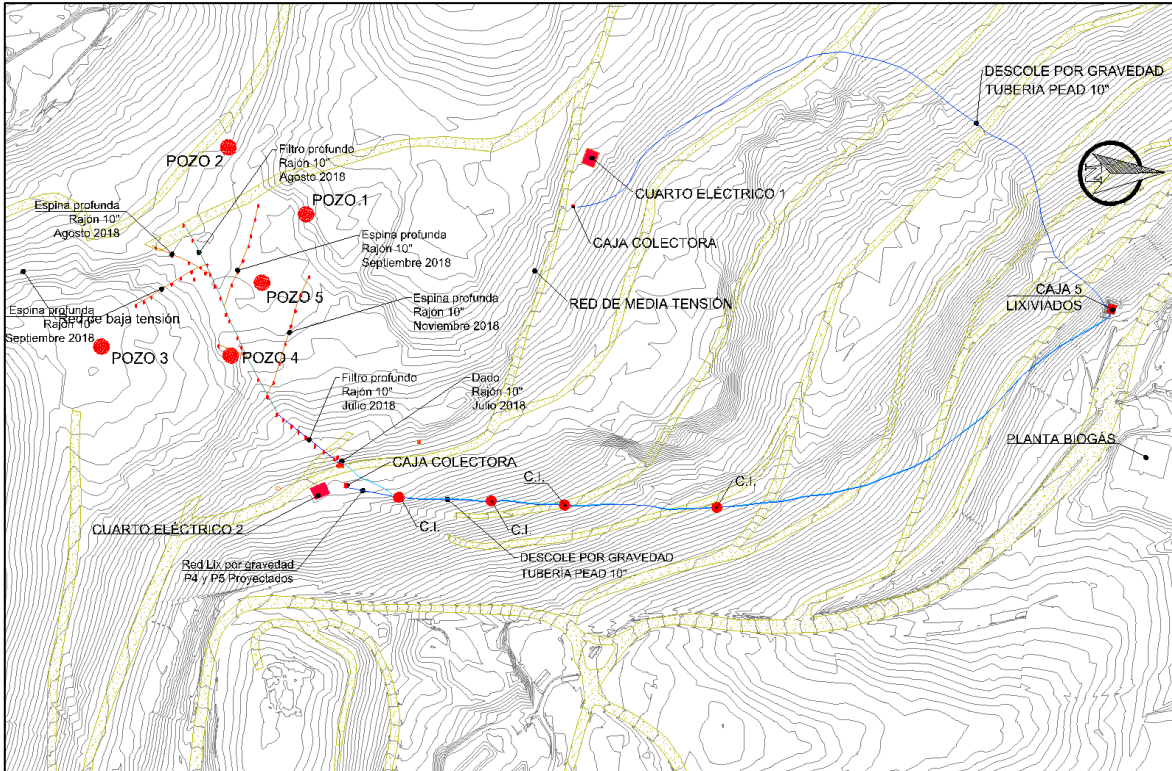 DESCOLE POR GRAVEDAD
TUBERÍA PEAD 10"
POZO 2
Filtro profundo
Rajón 10"
Agosto 2018
CUARTO ELÉCTRICO 1
N
POZO 1
Espina profunda
Rajón 10"
Agosto 2018
Espina profunda
Rajón 10"
Septiembre 2018
CAJA COLECTORA
POZO 5
RED DE MEDIA TENSIÓN
CAJA 5
LIXIVIADOS
Espina profunda
Rajón 10"
Septiembre 2018
Red de baja tensión
Espina profunda
Rajón 10"
Noviembre 2018
POZO 3
POZO 4
Filtro profundo
Rajón 10"
Julio 2018
Dado
Rajón 10"
Julio 2018
PLANTA BIOGÁS
CAJA COLECTORA
C.I.
C.I.
C.I.
C.I.
CUARTO ELÉCTRICO 2
DESCOLE POR GRAVEDAD
TUBERÍA PEAD 10"
Red Lix por gravedad
P4 y P5 Proyectados